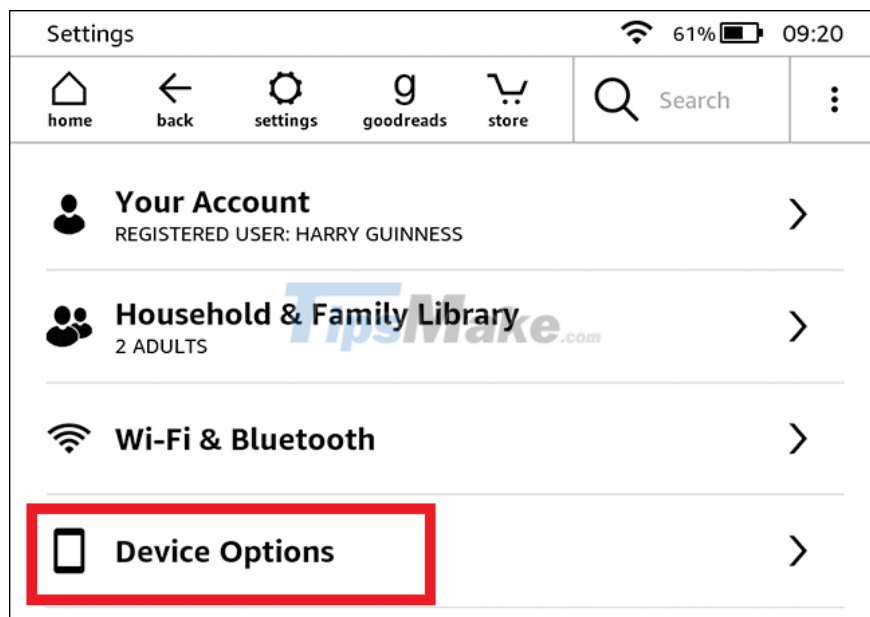 Settings 61% 09:20
home back settings goodreads store Search
Your Account
REGISTERED USER: HARRY GUINNESS
Household & Family Library
2 ADULTS
TipsMake.com
Wi-Fi & Bluetooth
Device Options